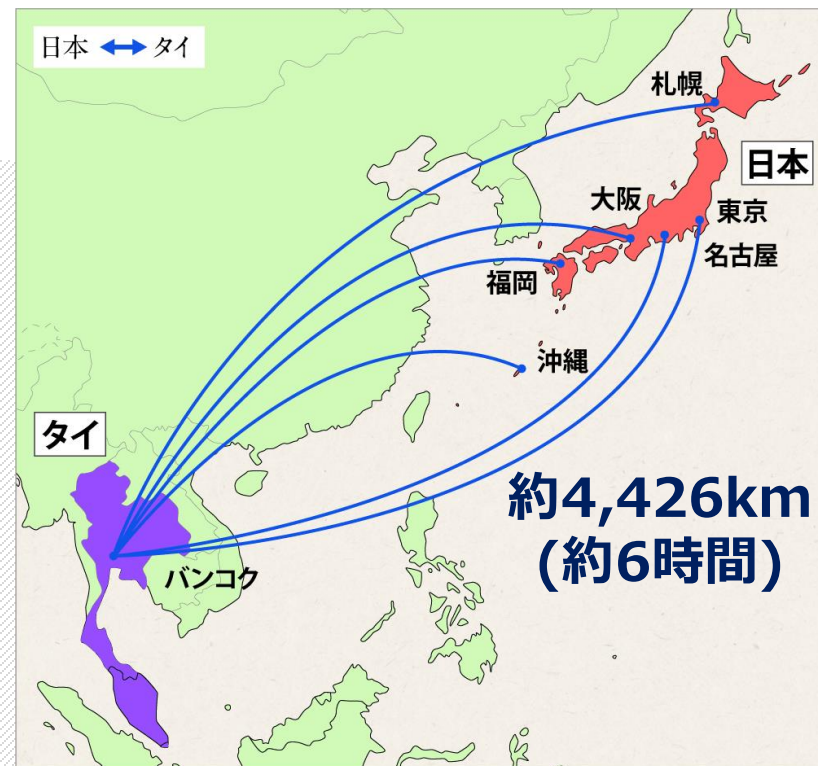 日本 ↔ タイ
札幌
日本
大阪
東京
名古屋
福岡
沖縄
タイ
約4,426km
(約6時間)
バンコク